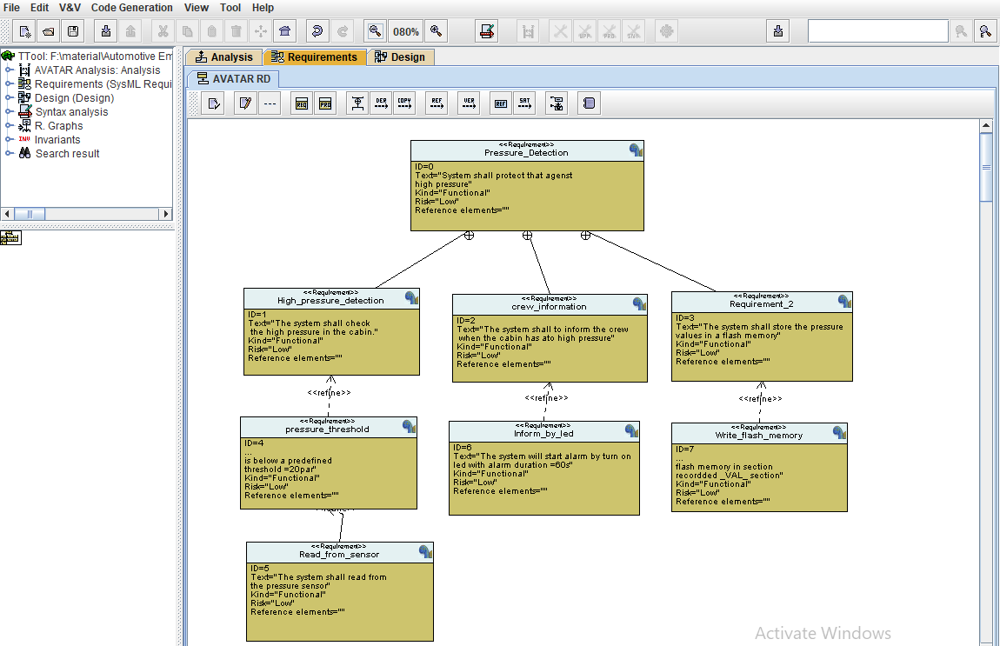 File Edit V&V Code Generation View Tool Help
080%
TTool: F:\material\Automotive Em
AVATAR Analysis: Analysis
Requirements (SysML Requi
Design (Design)
Syntax analysis
R. Graphs
INV Invariants
Search result
Analysis Requirements Design
AVATAR RD
REQ PRO DER COPY REF VER REF SAT
<<Requirement>>
Pressure_Detection
ID=0
Text="System shall protect that agenst
high pressure"
Kind="Functional"
Risk="Low"
Reference elements=""
<<Requirement>>
High_pressure_detection
ID=1
Text="The system shall check
the high pressure in the cabin."
Kind="Functional"
Risk="Low"
Reference elements=""
<<Requirement>>
crew_information
ID=2
Text="The system shall to inform the crew
when the cabin has ato high pressure"
Kind="Functional"
Risk="Low"
Reference elements=""
<<Requirement>>
Requirement_2
ID=3
Text="The system shall store the pressure
values in a flash memory"
Kind="Functional"
Risk="Low"
Reference elements=""
<<refine>>
<<refine>>
<<refine>>
<<Requirement>>
pressure_threshold
ID=4
...
is below a predefined
threshold =20par"
Kind="Functional"
Risk="Low"
Reference elements=""
<<Requirement>>
Inform_by_led
ID=6
Text="The system will start alarm by turn on
led with alarm duration =60s"
Kind="Functional"
Risk="Low"
Reference elements=""
<<Requirement>>
Write_flash_memory
ID=7
...
flash memory in section
recordded _VAL_ section"
Kind="Functional"
Risk="Low"
Reference elements=""
<<Requirement>>
Read_from_sensor
ID=5
Text="The system shall read from
the pressure sensor"
Kind="Functional"
Risk="Low"
Reference elements=""
Activate Windows